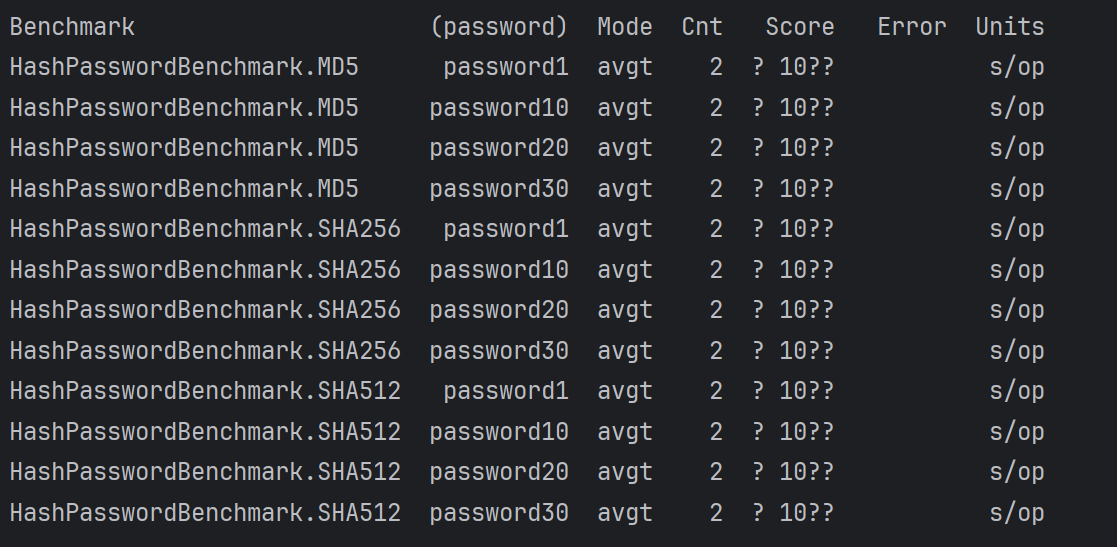 Benchmark (password) Mode Cnt Score Error Units
HashPasswordBenchmark.MD5 password1 avgt 2 ? 10?? s/op
HashPasswordBenchmark.MD5 password10 avgt 2 ? 10?? s/op
HashPasswordBenchmark.MD5 password20 avgt 2 ? 10?? s/op
HashPasswordBenchmark.MD5 password30 avgt 2 ? 10?? s/op
HashPasswordBenchmark.SHA256 password1 avgt 2 ? 10?? s/op
HashPasswordBenchmark.SHA256 password10 avgt 2 ? 10?? s/op
HashPasswordBenchmark.SHA256 password20 avgt 2 ? 10?? s/op
HashPasswordBenchmark.SHA256 password30 avgt 2 ? 10?? s/op
HashPasswordBenchmark.SHA512 password1 avgt 2 ? 10?? s/op
HashPasswordBenchmark.SHA512 password10 avgt 2 ? 10?? s/op
HashPasswordBenchmark.SHA512 password20 avgt 2 ? 10?? s/op
HashPasswordBenchmark.SHA512 password30 avgt 2 ? 10?? s/op